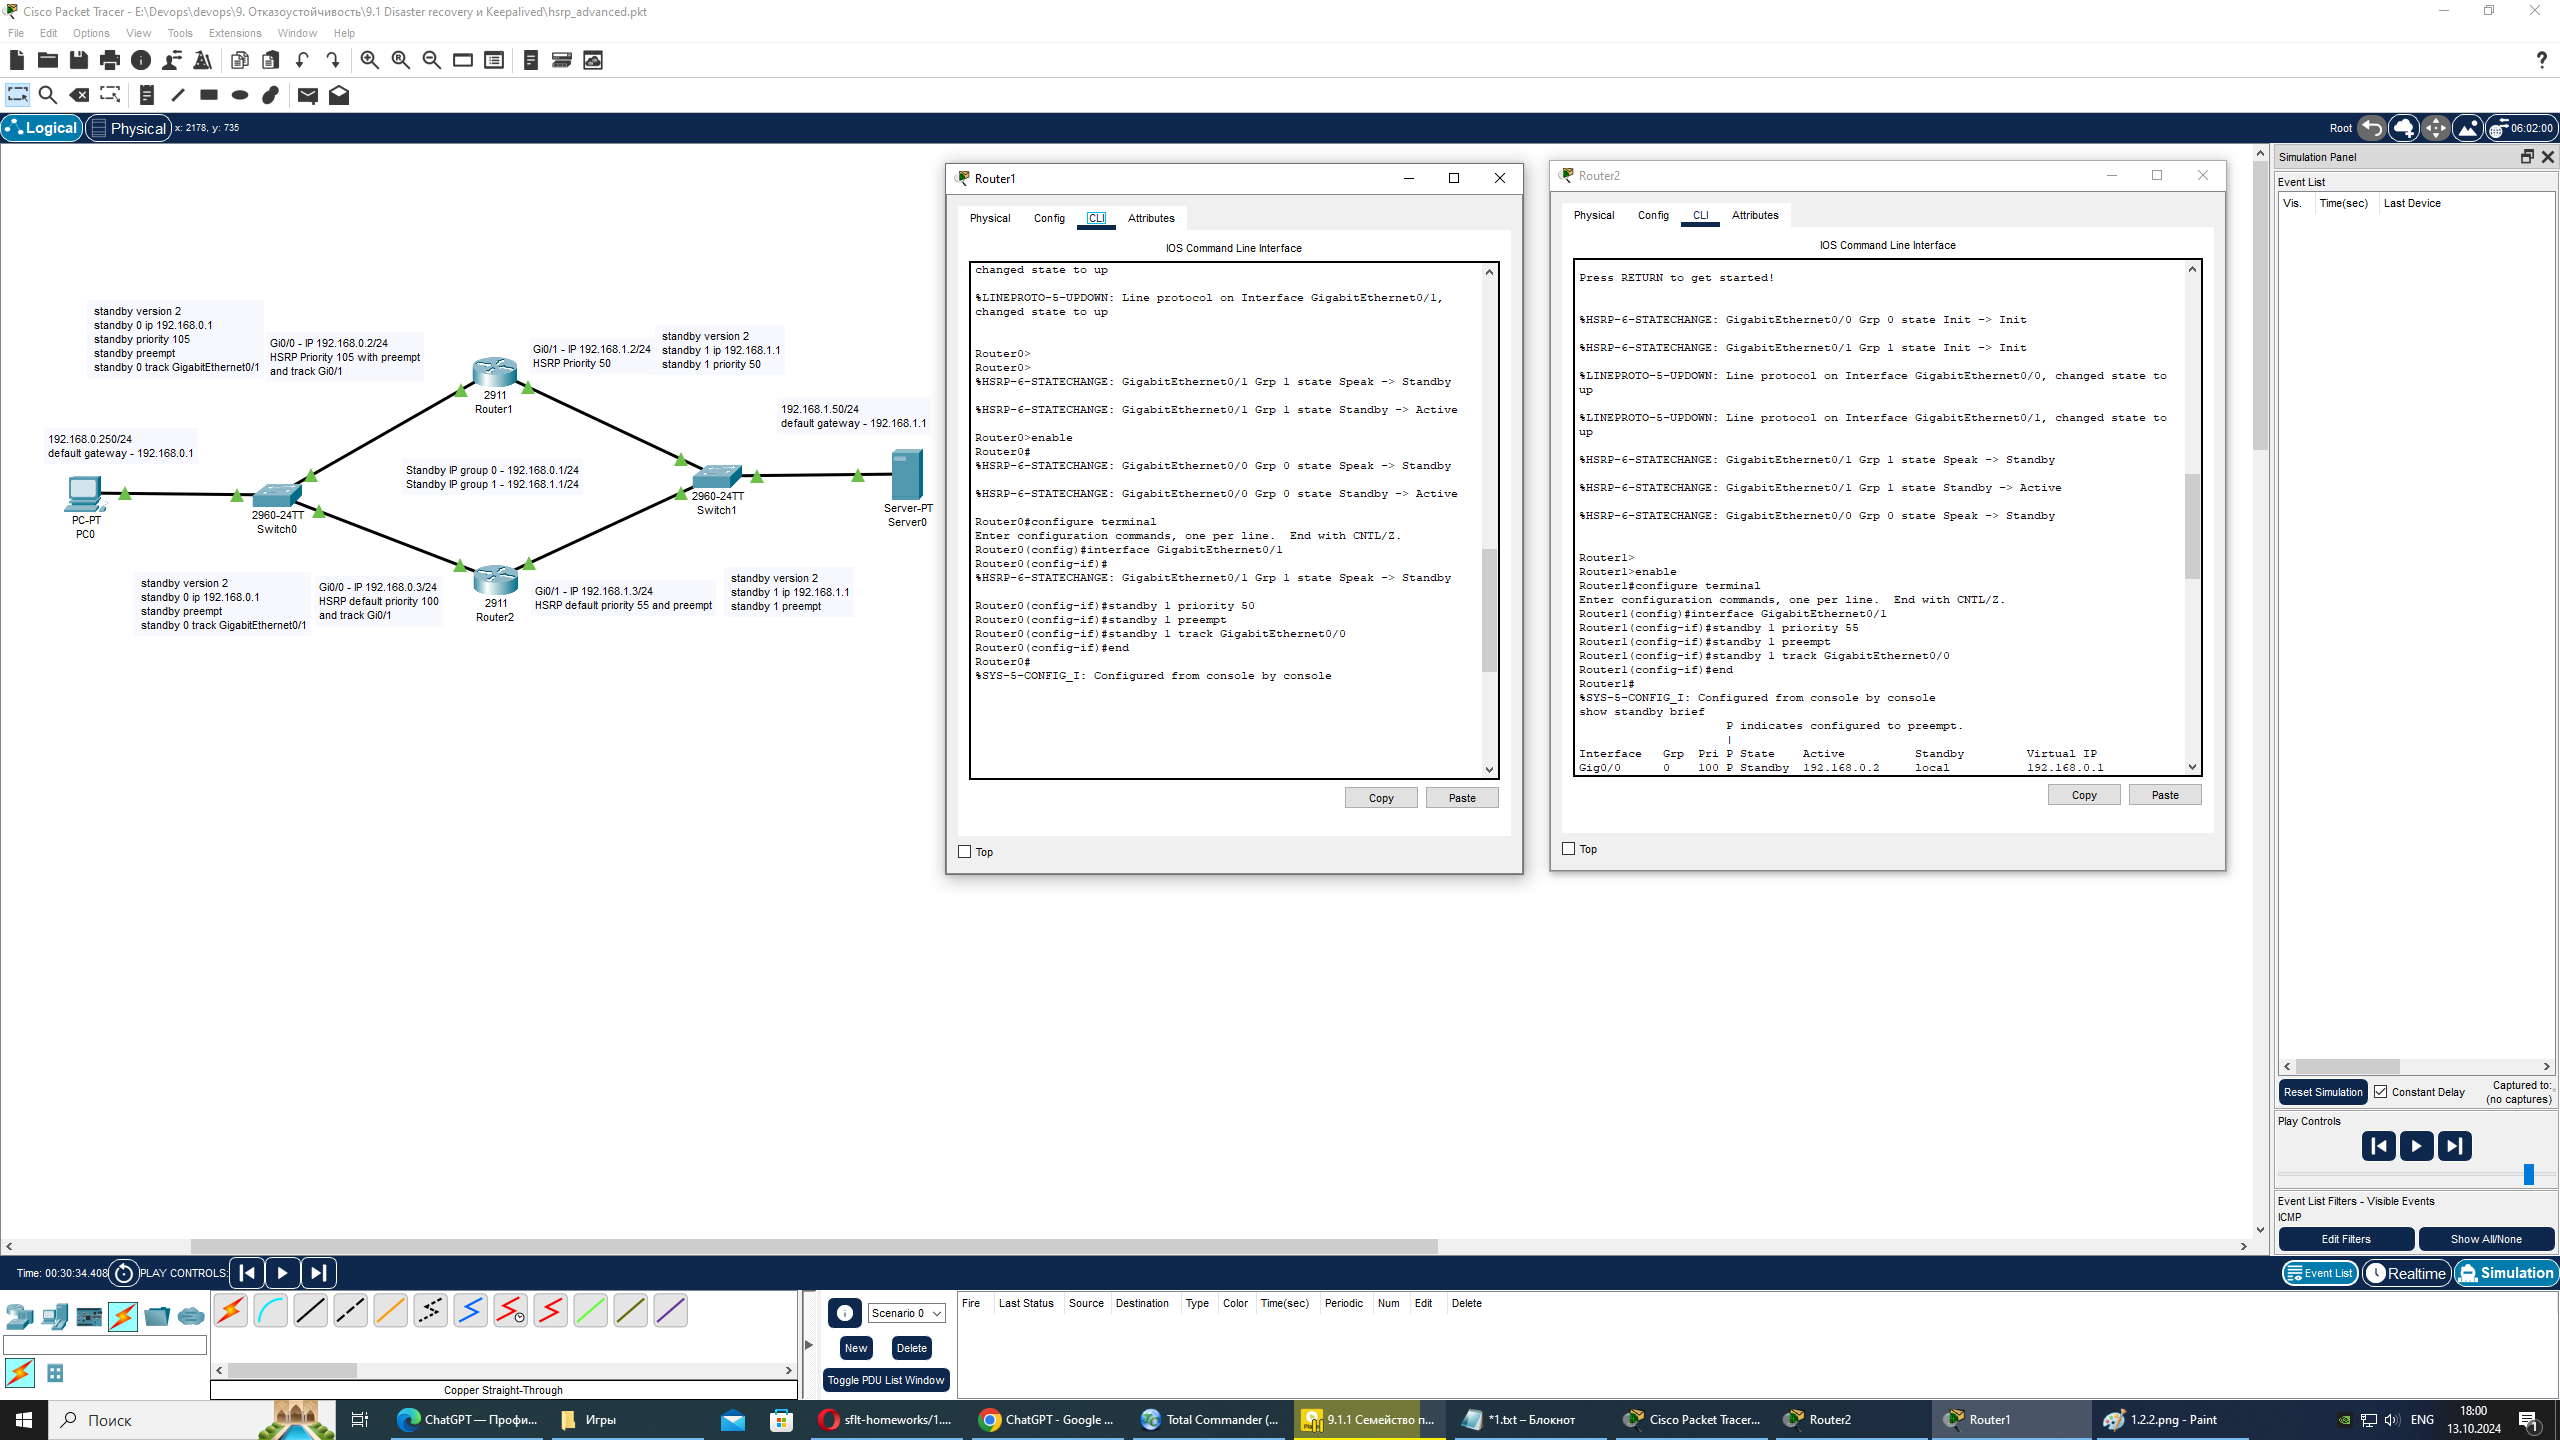 Cisco Packet Tracer - E:\Devops\devops\9. Отказоустойчивость\9.1 Disaster recovery и Keepalived\hsrp_advanced.pkt
File Edit Options View Tools Extensions Window Help
Logical Physical x: 2178, y: 735
Root 06:02:00
standby version 2
standby 0 ip 192.168.0.1
standby priority 105
standby preempt
standby 0 track GigabitEthernet0/1
Gi0/0 - IP 192.168.0.2/24
HSRP Priority 105 with preempt
and track Gi0/1
Gi0/1 - IP 192.168.1.2/24
HSRP Priority 50
standby version 2
standby 1 ip 192.168.1.1
standby 1 priority 50
2911
Router1
192.168.1.50/24
default gateway - 192.168.1.1
192.168.0.250/24
default gateway - 192.168.0.1
Standby IP group 0 - 192.168.0.1/24
Standby IP group 1 - 192.168.1.1/24
PC-PT
PC0
2960-24TT
Switch0
2960-24TT
Switch1
Server-PT
Server0
standby version 2
standby 0 ip 192.168.0.1
standby preempt
standby 0 track GigabitEthernet0/1
Gi0/0 - IP 192.168.0.3/24
HSRP default priority 100
and track Gi0/1
2911
Router2
Gi0/1 - IP 192.168.1.3/24
HSRP default priority 55 and preempt
standby version 2
standby 1 ip 192.168.1.1
standby 1 preempt
Router1
Physical Config CLI Attributes
IOS Command Line Interface
changed state to up
%LINEPROTO-5-UPDOWN: Line protocol on Interface GigabitEthernet0/1,
changed state to up
Router0>
Router0>
%HSRP-6-STATECHANGE: GigabitEthernet0/1 Grp 1 state Speak -> Standby
%HSRP-6-STATECHANGE: GigabitEthernet0/1 Grp 1 state Standby -> Active
Router0>enable
Router0#
%HSRP-6-STATECHANGE: GigabitEthernet0/0 Grp 0 state Speak -> Standby
%HSRP-6-STATECHANGE: GigabitEthernet0/0 Grp 0 state Standby -> Active
Router0#configure terminal
Enter configuration commands, one per line. End with CNTL/Z.
Router0(config)#interface GigabitEthernet0/1
Router0(config-if)#
%HSRP-6-STATECHANGE: GigabitEthernet0/1 Grp 1 state Speak -> Standby
Router0(config-if)#standby 1 priority 50
Router0(config-if)#standby 1 preempt
Router0(config-if)#standby 1 track GigabitEthernet0/0
Router0(config-if)#end
Router0#
%SYS-5-CONFIG_I: Configured from console by console
Copy Paste
Top
Router2
Physical Config CLI Attributes
IOS Command Line Interface
Press RETURN to get started!
%HSRP-6-STATECHANGE: GigabitEthernet0/0 Grp 0 state Init -> Init
%HSRP-6-STATECHANGE: GigabitEthernet0/1 Grp 1 state Init -> Init
%LINEPROTO-5-UPDOWN: Line protocol on Interface GigabitEthernet0/0, changed state to
up
%LINEPROTO-5-UPDOWN: Line protocol on Interface GigabitEthernet0/1, changed state to
up
%HSRP-6-STATECHANGE: GigabitEthernet0/1 Grp 1 state Speak -> Standby
%HSRP-6-STATECHANGE: GigabitEthernet0/1 Grp 1 state Standby -> Active
%HSRP-6-STATECHANGE: GigabitEthernet0/0 Grp 0 state Speak -> Standby
Router1>
Router1>enable
Router1#configure terminal
Enter configuration commands, one per line. End with CNTL/Z.
Router1(config)#interface GigabitEthernet0/1
Router1(config-if)#standby 1 priority 55
Router1(config-if)#standby 1 preempt
Router1(config-if)#standby 1 track GigabitEthernet0/0
Router1(config-if)#end
Router1#
%SYS-5-CONFIG_I: Configured from console by console
show standby brief
P indicates configured to preempt.
|
Interface Grp Pri P State Active Standby Virtual IP
Gig0/0 0 100 P Standby 192.168.0.2 local 192.168.0.1
Copy Paste
Top
Simulation Panel
Event List
Vis. Time(sec) Last Device
Reset Simulation Constant Delay Captured to:
(no captures)
Play Controls
Event List Filters - Visible Events
ICMP
Edit Filters Show All/None
Time: 00:30:34.408 PLAY CONTROLS:
Event List Realtime Simulation
Scenario 0
New Delete
Toggle PDU List Window
Fire Last Status Source Destination Type Color Time(sec) Periodic Num Edit Delete
Copper Straight-Through
Поиск
ChatGPT — Профи...
Игры
sflt-homeworks/1....
ChatGPT - Google ...
Total Commander (...
9.1.1 Семейство п...
*1.txt – Блокнот
Cisco Packet Tracer...
Router2
Router1
1.2.2.png - Paint
ENG
18:00
13.10.2024
1